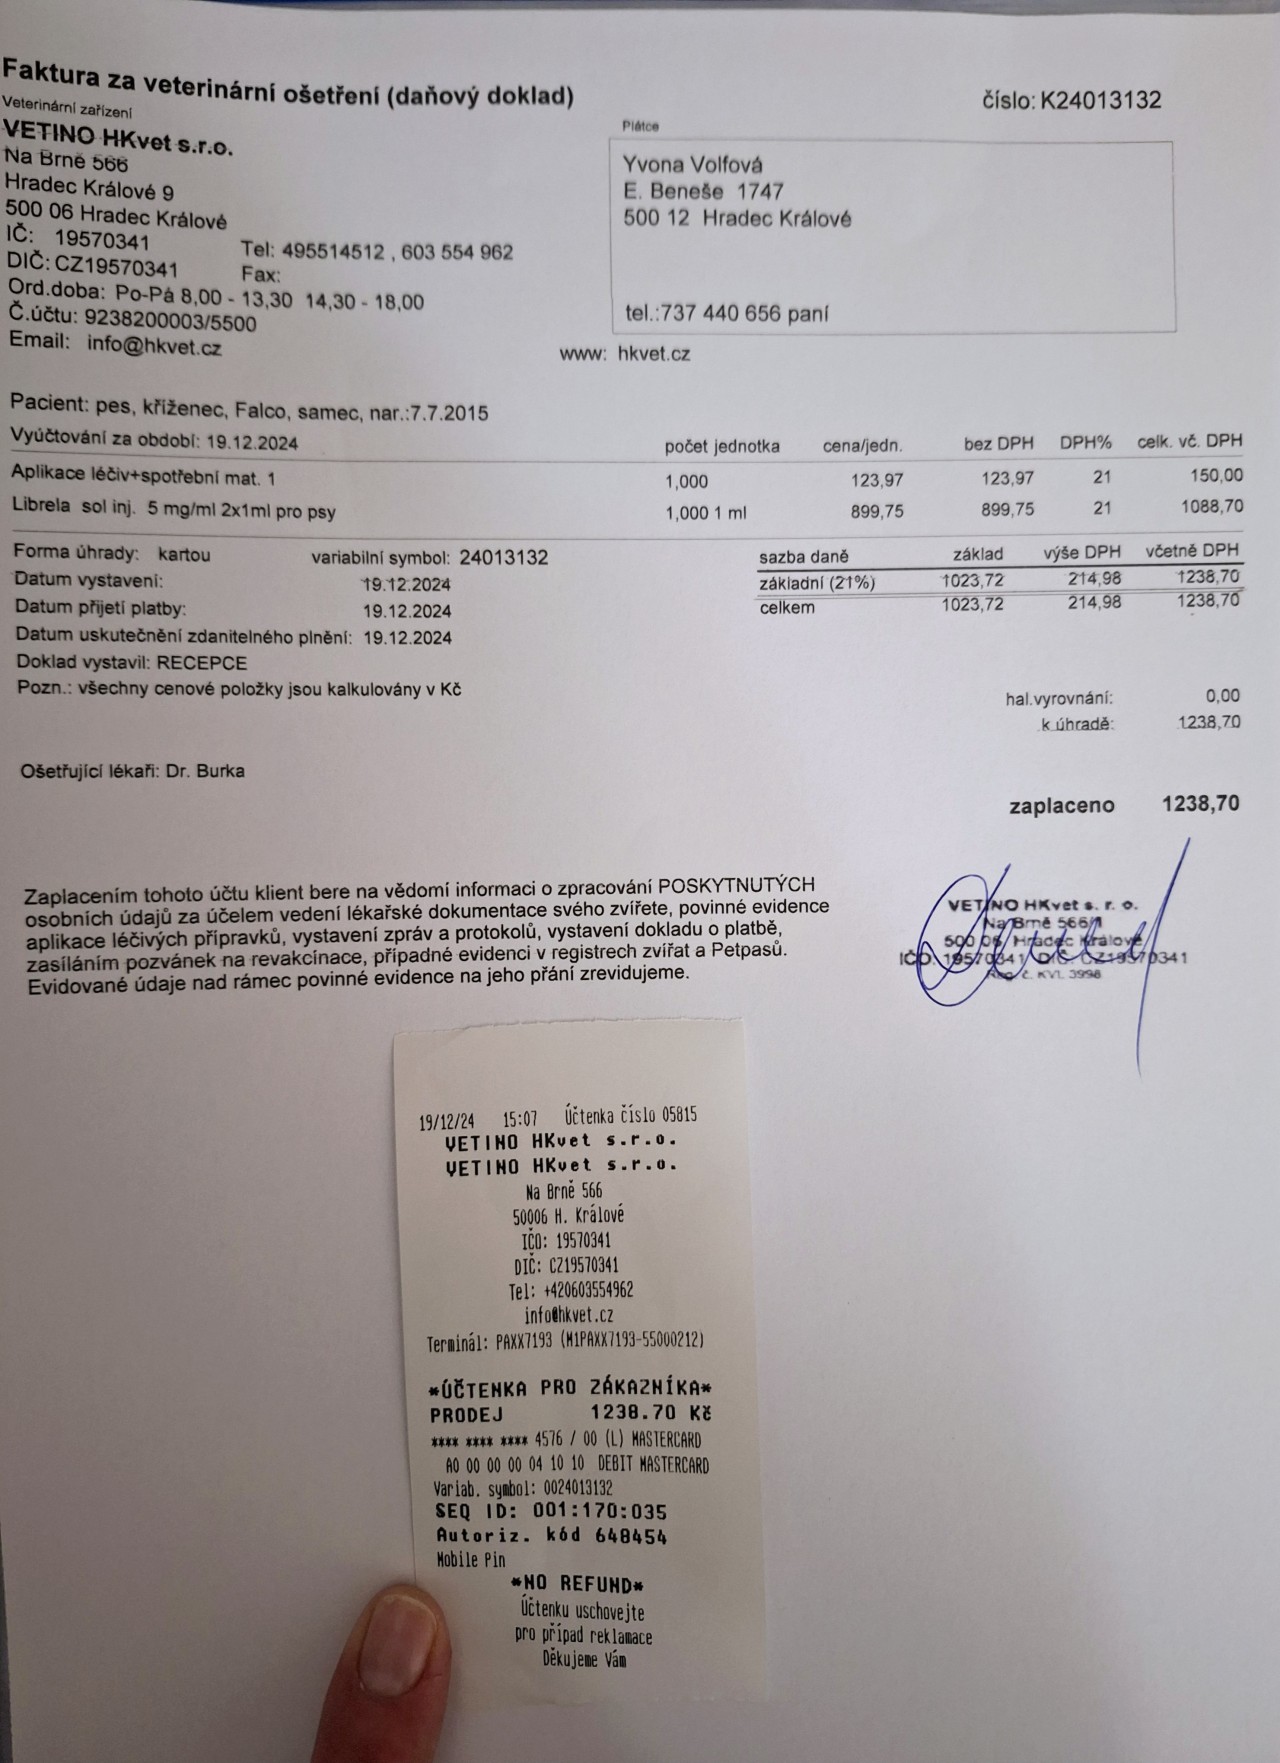 Faktura za veterinární ošetření (daňový doklad)
číslo: K24013132
Veterinární zařízení
VETINO HKvet s.r.o.
Na Brně 566
Hradec Králové 9
500 06 Hradec Králové
IČ: 19570341
Tel: 495514512 , 603 554 962
DIČ: CZ19570341
Fax:
Ord.doba: Po-Pá 8,00 - 13,30 14,30 - 18,00
Č.účtu: 9238200003/5500
Email: info@hkvet.cz
www: hkvet.cz
Plátce
Yvona Volfová
E. Beneše 1747
500 12 Hradec Králové
tel.:737 440 656 paní
Pacient: pes, kříženec, Falco, samec, nar.:7.7.2015
Vyúčtování za období: 19.12.2024 počet jednotka cena/jedn. bez DPH DPH% celk. vč. DPH
Aplikace léčiv+spotřební mat. 1 1,000 123,97 123,97 21 150,00
Librela sol inj. 5 mg/ml 2x1ml pro psy 1,000 1 ml 899,75 899,75 21 1088,70
Forma úhrady: kartou variabilní symbol: 24013132
Datum vystavení: 19.12.2024
Datum přijetí platby: 19.12.2024
Datum uskutečnění zdanitelného plnění: 19.12.2024
Doklad vystavil: RECEPCE
Pozn.: všechny cenové položky jsou kalkulovány v Kč
sazba daně základ výše DPH včetně DPH
základní (21%) 1023,72 214,98 1238,70
celkem 1023,72 214,98 1238,70
hal.vyrovnání: 0,00
k úhradě: 1238,70
Ošetřující lékaři: Dr. Burka
zaplaceno 1238,70
Zaplacením tohoto účtu klient bere na vědomí informaci o zpracování POSKYTNUTÝCH
osobních údajů za účelem vedení lékařské dokumentace svého zvířete, povinné evidence
aplikace léčivých přípravků, vystavení zpráv a protokolů, vystavení dokladu o platbě,
zasíláním pozvánek na revakcinace, případné evidenci v registrech zvířat a Petpasů.
Evidované údaje nad rámec povinné evidence na jeho přání zrevidujeme.
VETINO HKvet s. r. o.
Na Brně 566/1
500 06, Hradec Králové
IČO: 19570341, DIČ: CZ19570341
Reg. č. KVL 3998
19/12/24 15:07 Účtenka číslo 05815
VETINO HKvet s.r.o.
VETINO HKvet s.r.o.
Na Brně 566
50006 H. Králové
IČO: 19570341
DIČ: CZ19570341
Tel: +420603554962
info@hkvet.cz
Terminál: PAXX7193 (M1PAXX7193-55000212)
*ÚČTENKA PRO ZÁKAZNÍKA*
PRODEJ 1238.70 Kč
**** **** **** 4576 / 00 (L) MASTERCARD
A0 00 00 00 04 10 10 DEBIT MASTERCARD
Variab. symbol: 0024013132
SEQ ID: 001:170:035
Autoriz. kód 648454
Mobile Pin
*NO REFUND*
Účtenku uschovejte
pro případ reklamace
Děkujeme Vám